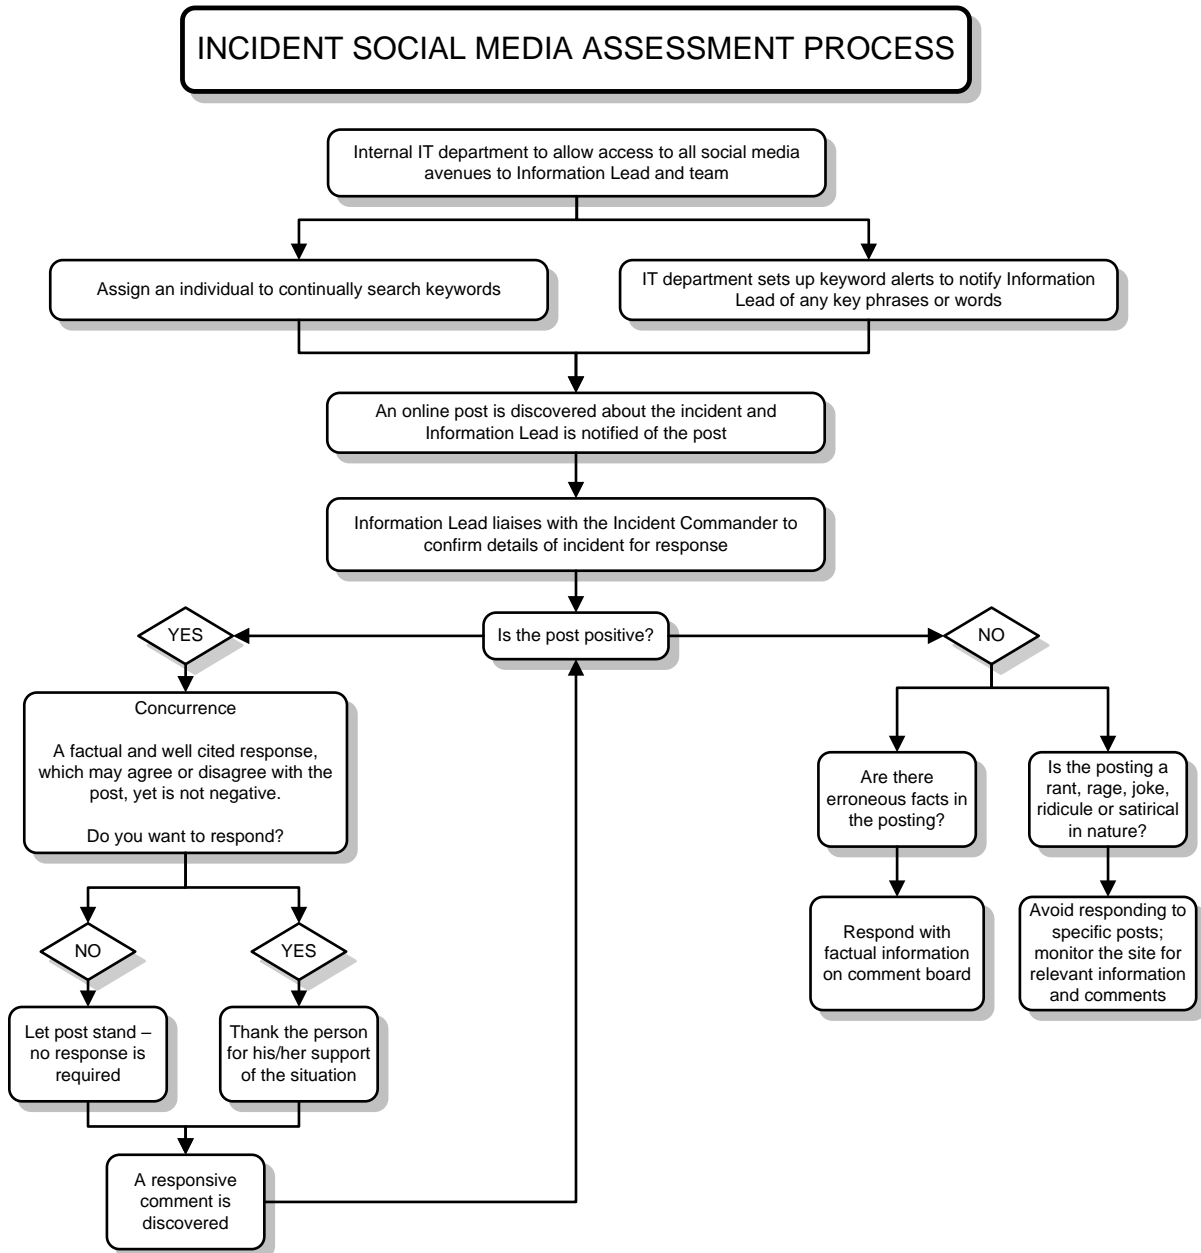 INCIDENT SOCIAL MEDIA ASSESSMENT PROCESS
Internal IT department to allow access to all social media
avenues to Information Lead and team
Assign an individual to continually search keywords
IT department sets up keyword alerts to notify Information
Lead of any key phrases or words
An online post is discovered about the incident and
Information Lead is notified of the post
Information Lead liaises with the Incident Commander to
confirm details of incident for response
YES
Is the post positive?
NO
Concurrence
A factual and well cited response,
which may agree or disagree with the
post, yet is not negative.
Do you want to respond?
Are there
erroneous facts in
the posting?
Is the posting a
rant, rage, joke,
ridicule or satirical
in nature?
NO
YES
Respond with
factual information
on comment board
Avoid responding to
specific posts;
monitor the site for
relevant information
and comments
Let post stand –
no response is
required
Thank the person
for his/her support
of the situation
A responsive
comment is
discovered